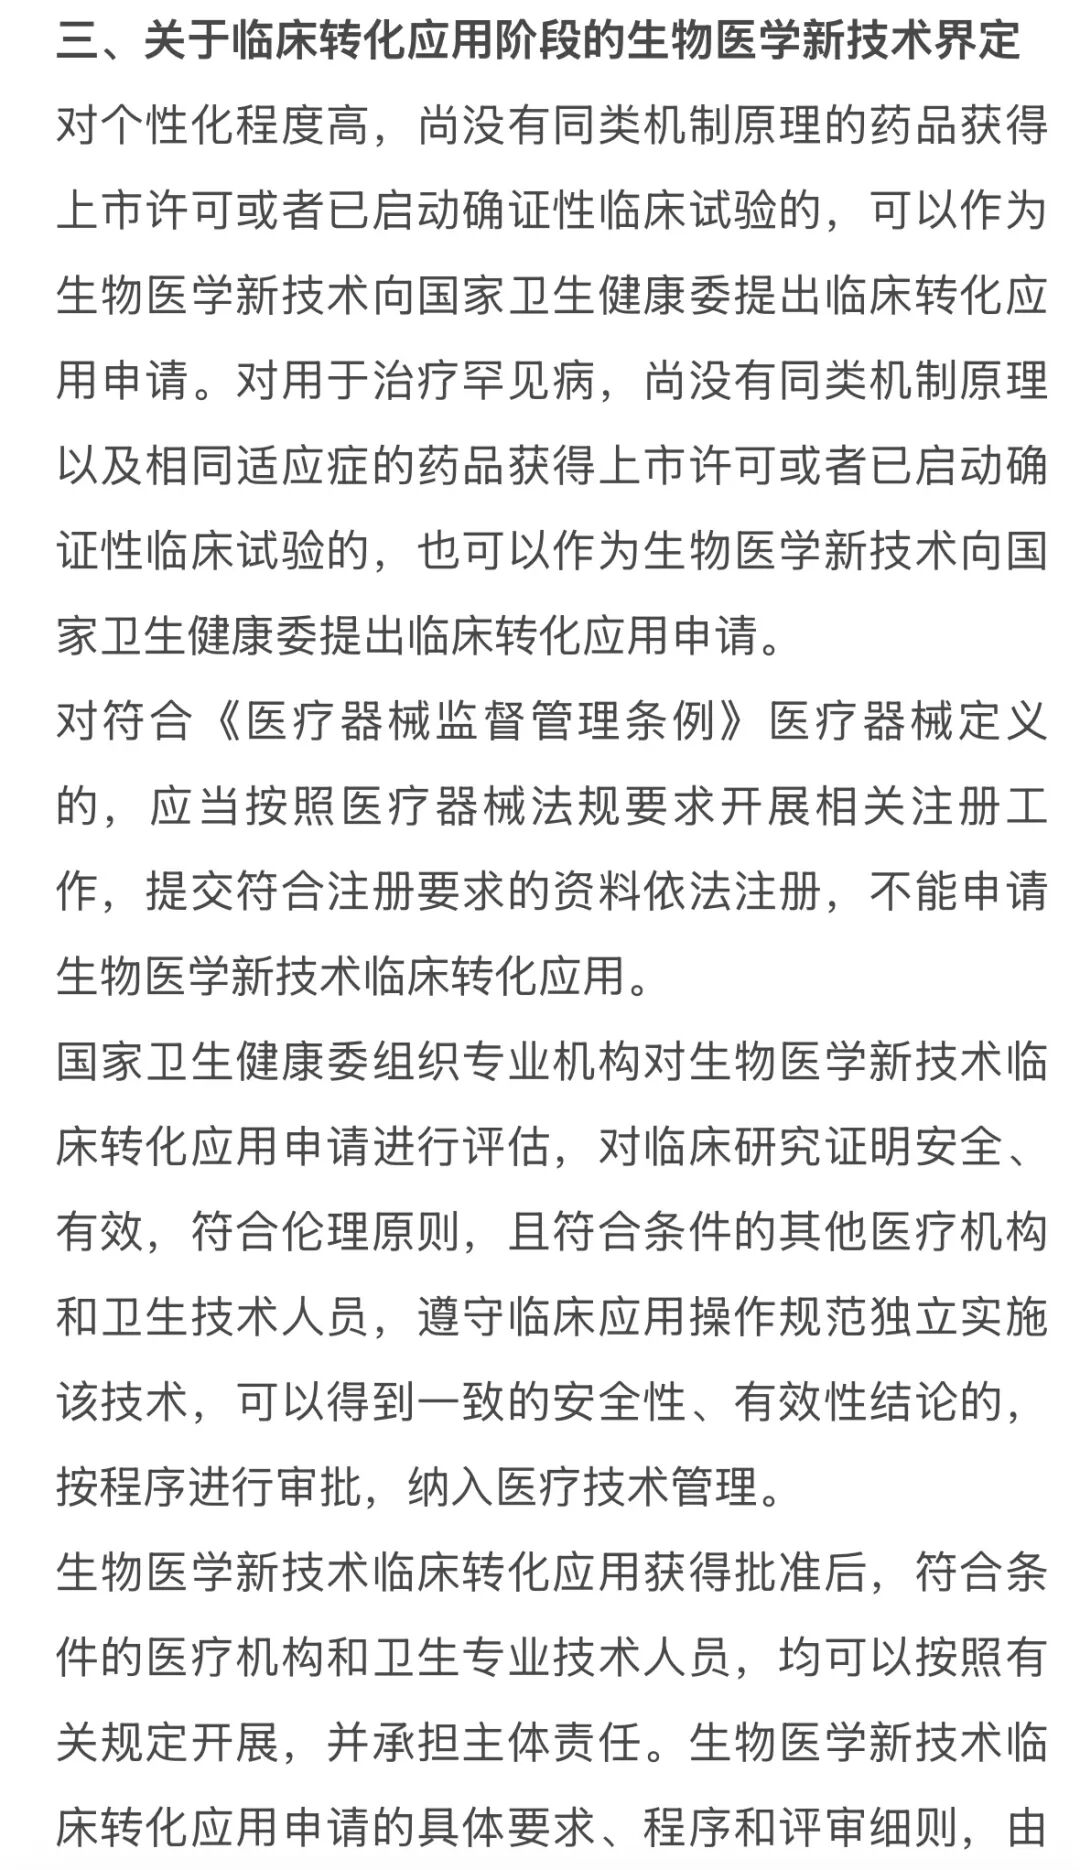 三、关于临床转化应用阶段的生物医学新技术界定
对个性化程度高，尚没有同类机制原理的药品获得
上市许可或者已启动确证性临床试验的，可以作为
生物医学新技术向国家卫生健康委提出临床转化应
用申请。对用于治疗罕见病，尚没有同类机制原理
以及相同适应症的药品获得上市许可或者已启动确
证性临床试验的，也可以作为生物医学新技术向国
家卫生健康委提出临床转化应用申请。
对符合《医疗器械监督管理条例》医疗器械定义
的，应当按照医疗器械法规要求开展相关注册工
作，提交符合注册要求的资料依法注册，不能申请
生物医学新技术临床转化应用。
国家卫生健康委组织专业机构对生物医学新技术临
床转化应用申请进行评估，对临床研究证明安全、
有效，符合伦理原则，且符合条件的其他医疗机构
和卫生技术人员，遵守临床应用操作规范独立实施
该技术，可以得到一致的安全性、有效性结论的，
按程序进行审批，纳入医疗技术管理。
生物医学新技术临床转化应用获得批准后，符合条
件的医疗机构和卫生专业技术人员，均可以按照有
关规定开展，并承担主体责任。生物医学新技术临
床转化应用申请的具体要求、程序和评审细则，由